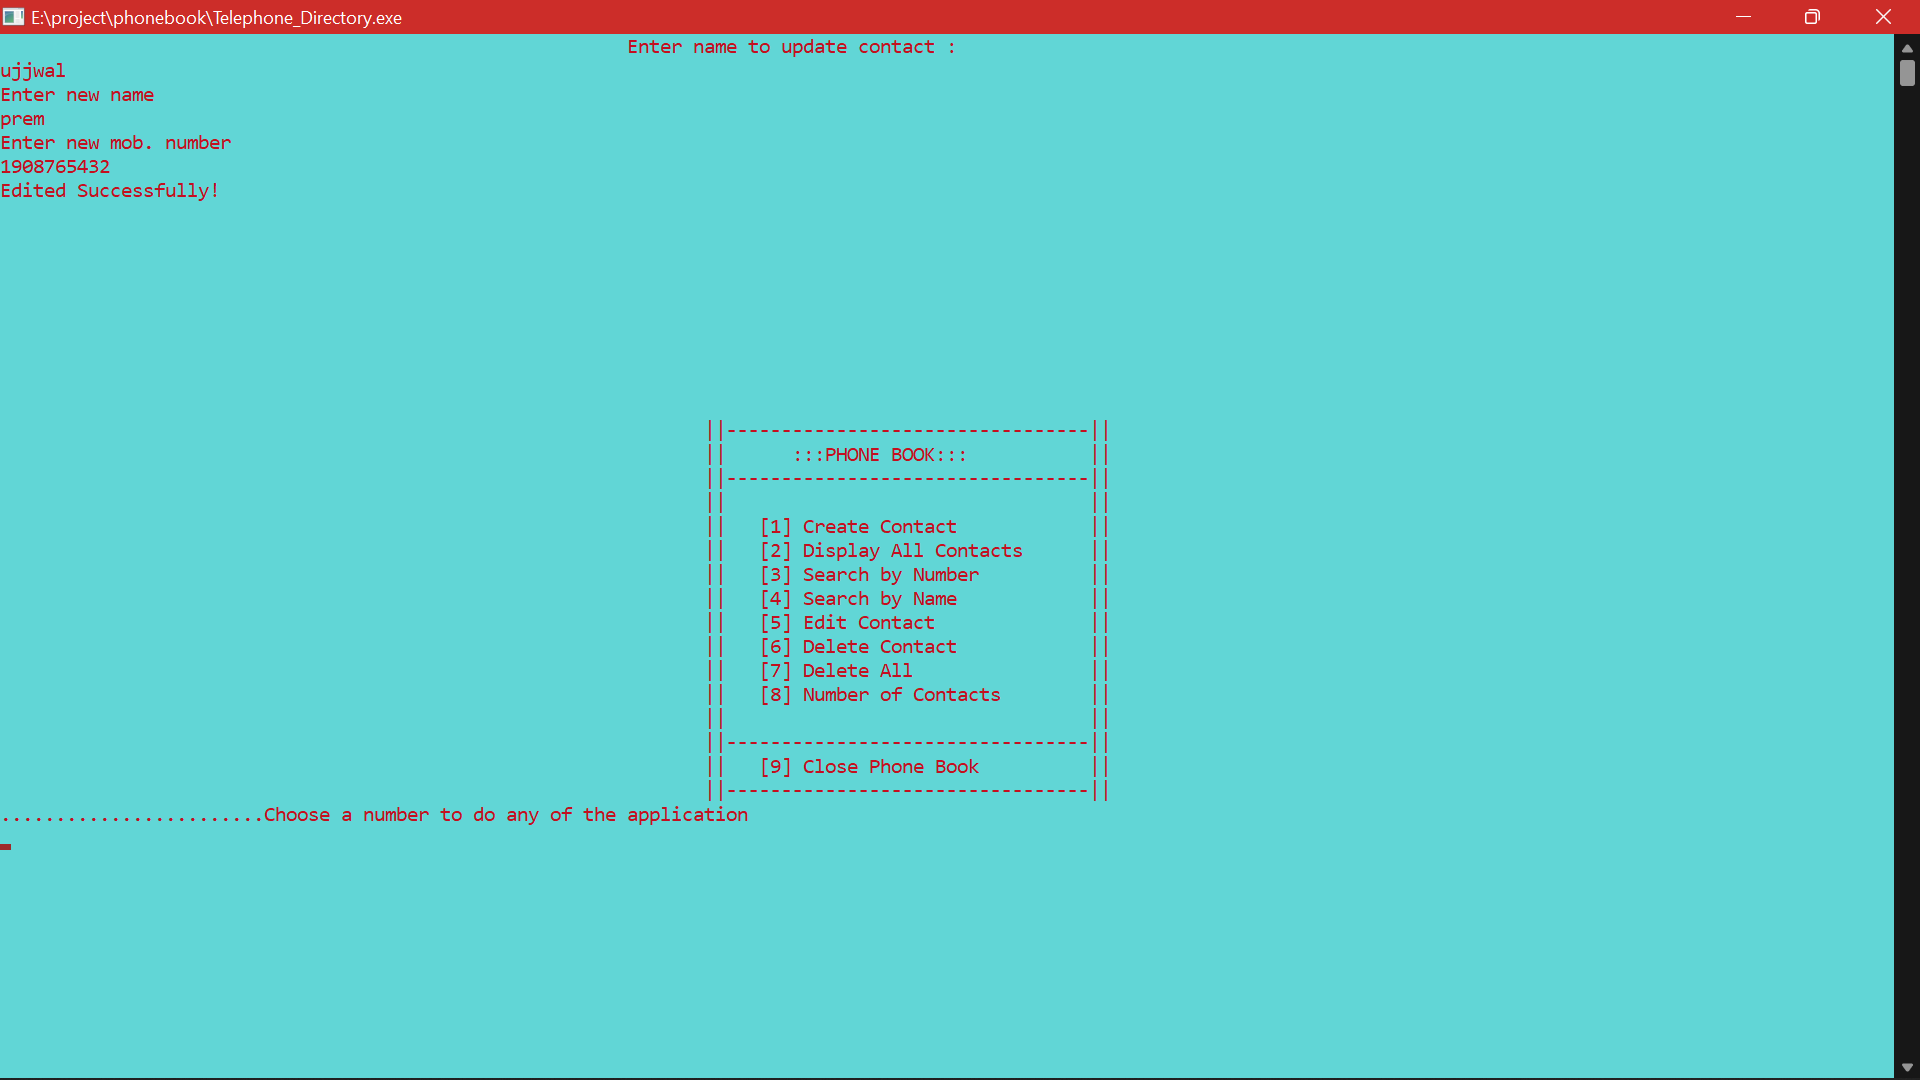 E:\project\phonebook\Telephone_Directory.exe
Enter name to update contact :
ujjwal
Enter new name
prem
Enter new mob. number
1908765432
Edited Successfully!
||---------------------------------||
||      :::PHONE BOOK:::           ||
||---------------------------------||
||                                 ||
||   [1] Create Contact            ||
||   [2] Display All Contacts      ||
||   [3] Search by Number          ||
||   [4] Search by Name            ||
||   [5] Edit Contact              ||
||   [6] Delete Contact            ||
||   [7] Delete All                ||
||   [8] Number of Contacts        ||
||                                 ||
||---------------------------------||
||   [9] Close Phone Book          ||
||---------------------------------||
........................Choose a number to do any of the application